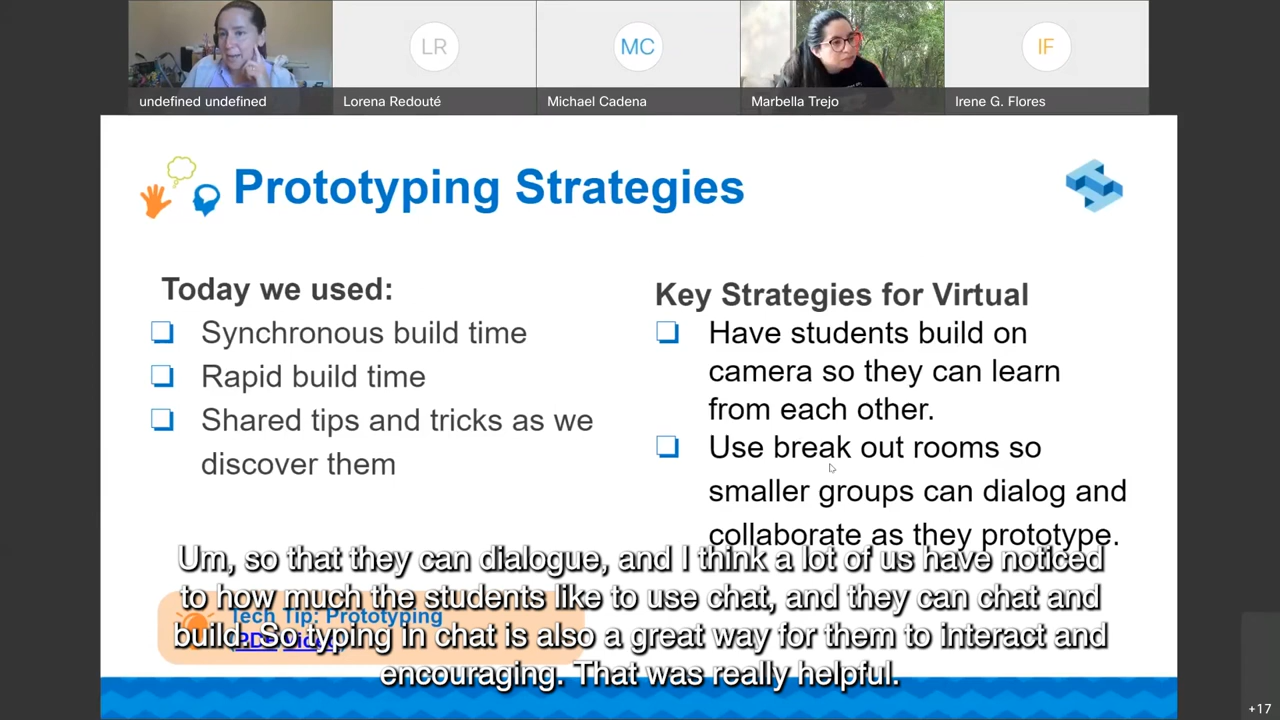 LR
MC
IF
undefined undefined
Lorena Redouté
Michael Cadena
Marbella Trejo
Irene G. Flores
Prototyping Strategies
Today we used:
Synchronous build time
Rapid build time
Shared tips and tricks as we
discover them
Key Strategies for Virtual
Have students build on
camera so they can learn
from each other.
Use break out rooms so
smaller groups can dialog and
collaborate as they prototype.
Tech Tip: Prototyping
Um, so that they can dialogue, and I think a lot of us have noticed
to how much the students like to use chat, and they can chat and
build. So typing in chat is also a great way for them to interact and
encouraging. That was really helpful.
+17